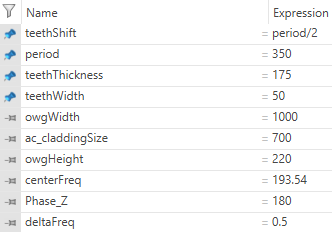 Name Expression
teethShift = period/2
period = 350
teethThickness = 175
teethWidth = 50
owgWidth = 1000
ac_claddingSize = 700
owgHeight = 220
centerFreq = 193.54
Phase_Z = 180
deltaFreq = 0.5